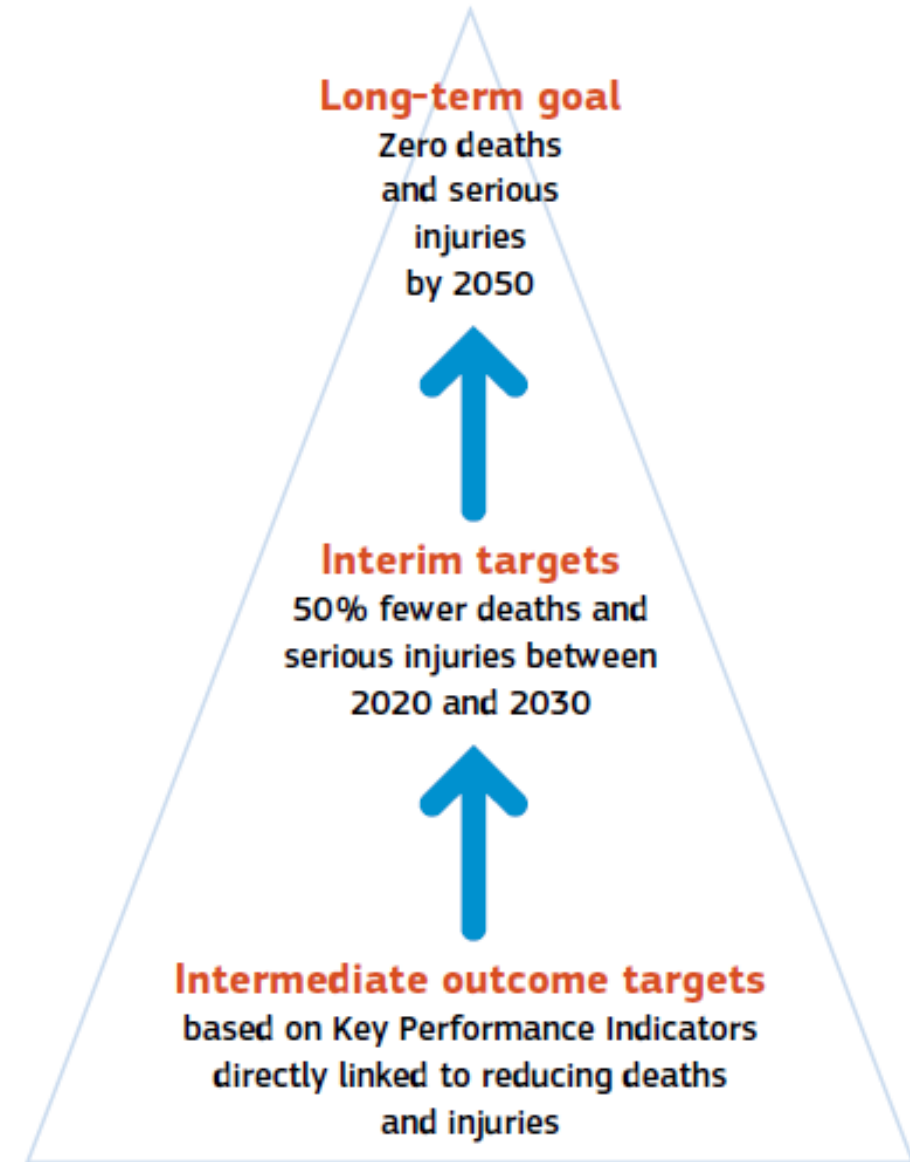 Long-term goal
Zero deaths
and serious
injuries
by 2050
Interim targets
50% fewer deaths and
serious injuries between
2020 and 2030
Intermediate outcome targets
based on Key Performance Indicators
directly linked to reducing deaths
and injuries